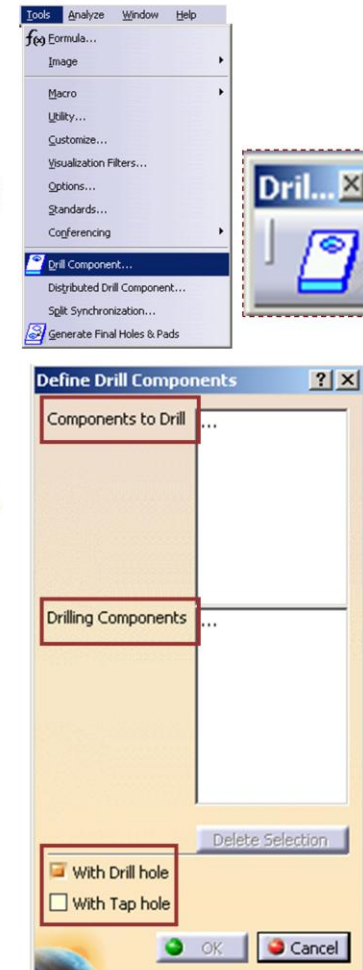 Tools Analyze Window Help
f(x) Formula...
Image
Macro
Utility...
Customize...
Visualization Filters...
Options...
Standards...
Conferencing
Drill Component...
Distributed Drill Component...
Split Synchronization...
Generate Final Holes & Pads
Dril...
Define Drill Components
Components to Drill ...
Drilling Components ...
Delete Selection
With Drill hole
With Tap hole
OK Cancel